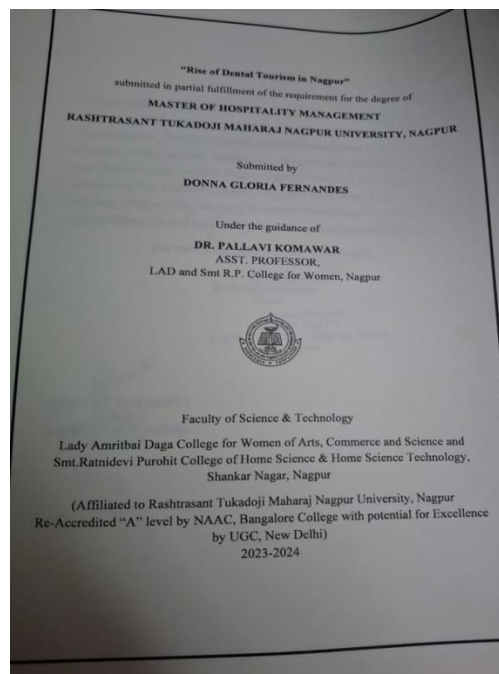 "Rise of Dental Tourism in Nagpur"
submitted in partial fulfillment of the requirement for the degree of
MASTER OF HOSPITALITY MANAGEMENT
RASHTRASANT TUKADOJI MAHARAJ NAGPUR UNIVERSITY, NAGPUR
Submitted by
DONNA GLORIA FERNANDES
Under the guidance of
DR. PALLAVI KOMAWAR
ASST. PROFESSOR,
LAD and Smt R.P. College for Women, Nagpur
Faculty of Science & Technology
Lady Amritbai Daga College for Women of Arts, Commerce and Science and
Smt.Ratnidevi Purohit College of Home Science & Home Science Technology,
Shankar Nagar, Nagpur
(Affiliated to Rashtrasant Tukadoji Maharaj Nagpur University, Nagpur
Re-Accredited "A" level by NAAC, Bangalore College with potential for Excellence
by UGC, New Delhi)
2023-2024